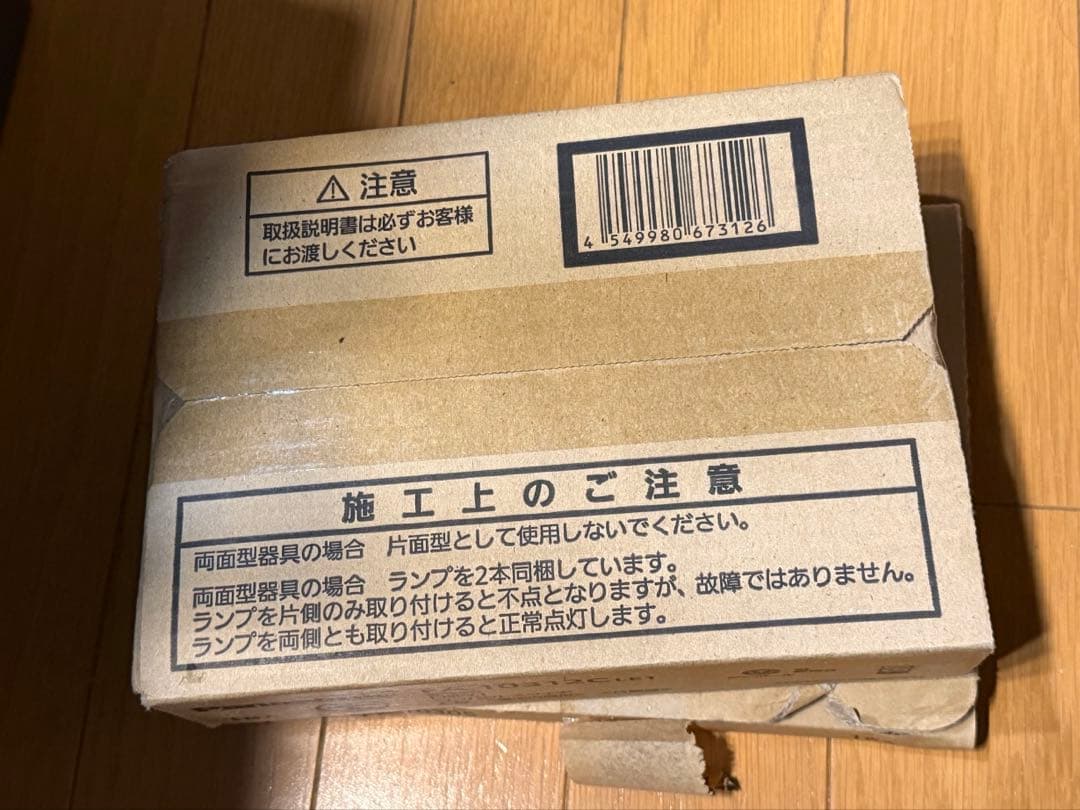 ⚠ 注意
取扱説明書は必ずお客様
にお渡しください
4 549980 673126
施工上のご注意
両面型器具の場合 片面型として使用しないでください。
両面型器具の場合 ランプを2本同梱しています。
ランプを片側のみ取り付けると不点となりますが、故障ではありません。
ランプを両側とも取り付けると正常点灯します。
10312CLE1